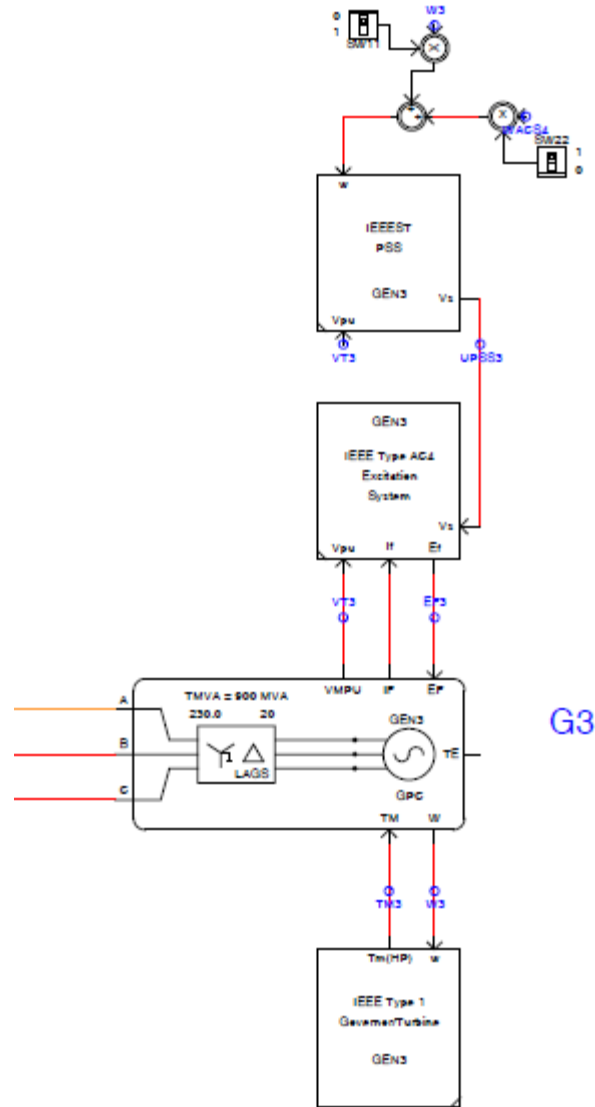 W3
0
1
SW11
X
X
WACS4
SW22
1
0
w
IEEEST
PSS
GEN3
Vs
Vpu
VT3
UPSS3
GEN3
IEEE Type AC4
Excitation
System
Vs
Vpu If Ef
VT3 EF3
VMPU IF EF
TMVA = 900 MVA
A
230.0 20
GEN3
G3
B
TE
LAGS
C
GPC
TM W
TM3 W3
Tm(HP) w
IEEE Type 1
Governer/Turbine
GEN3